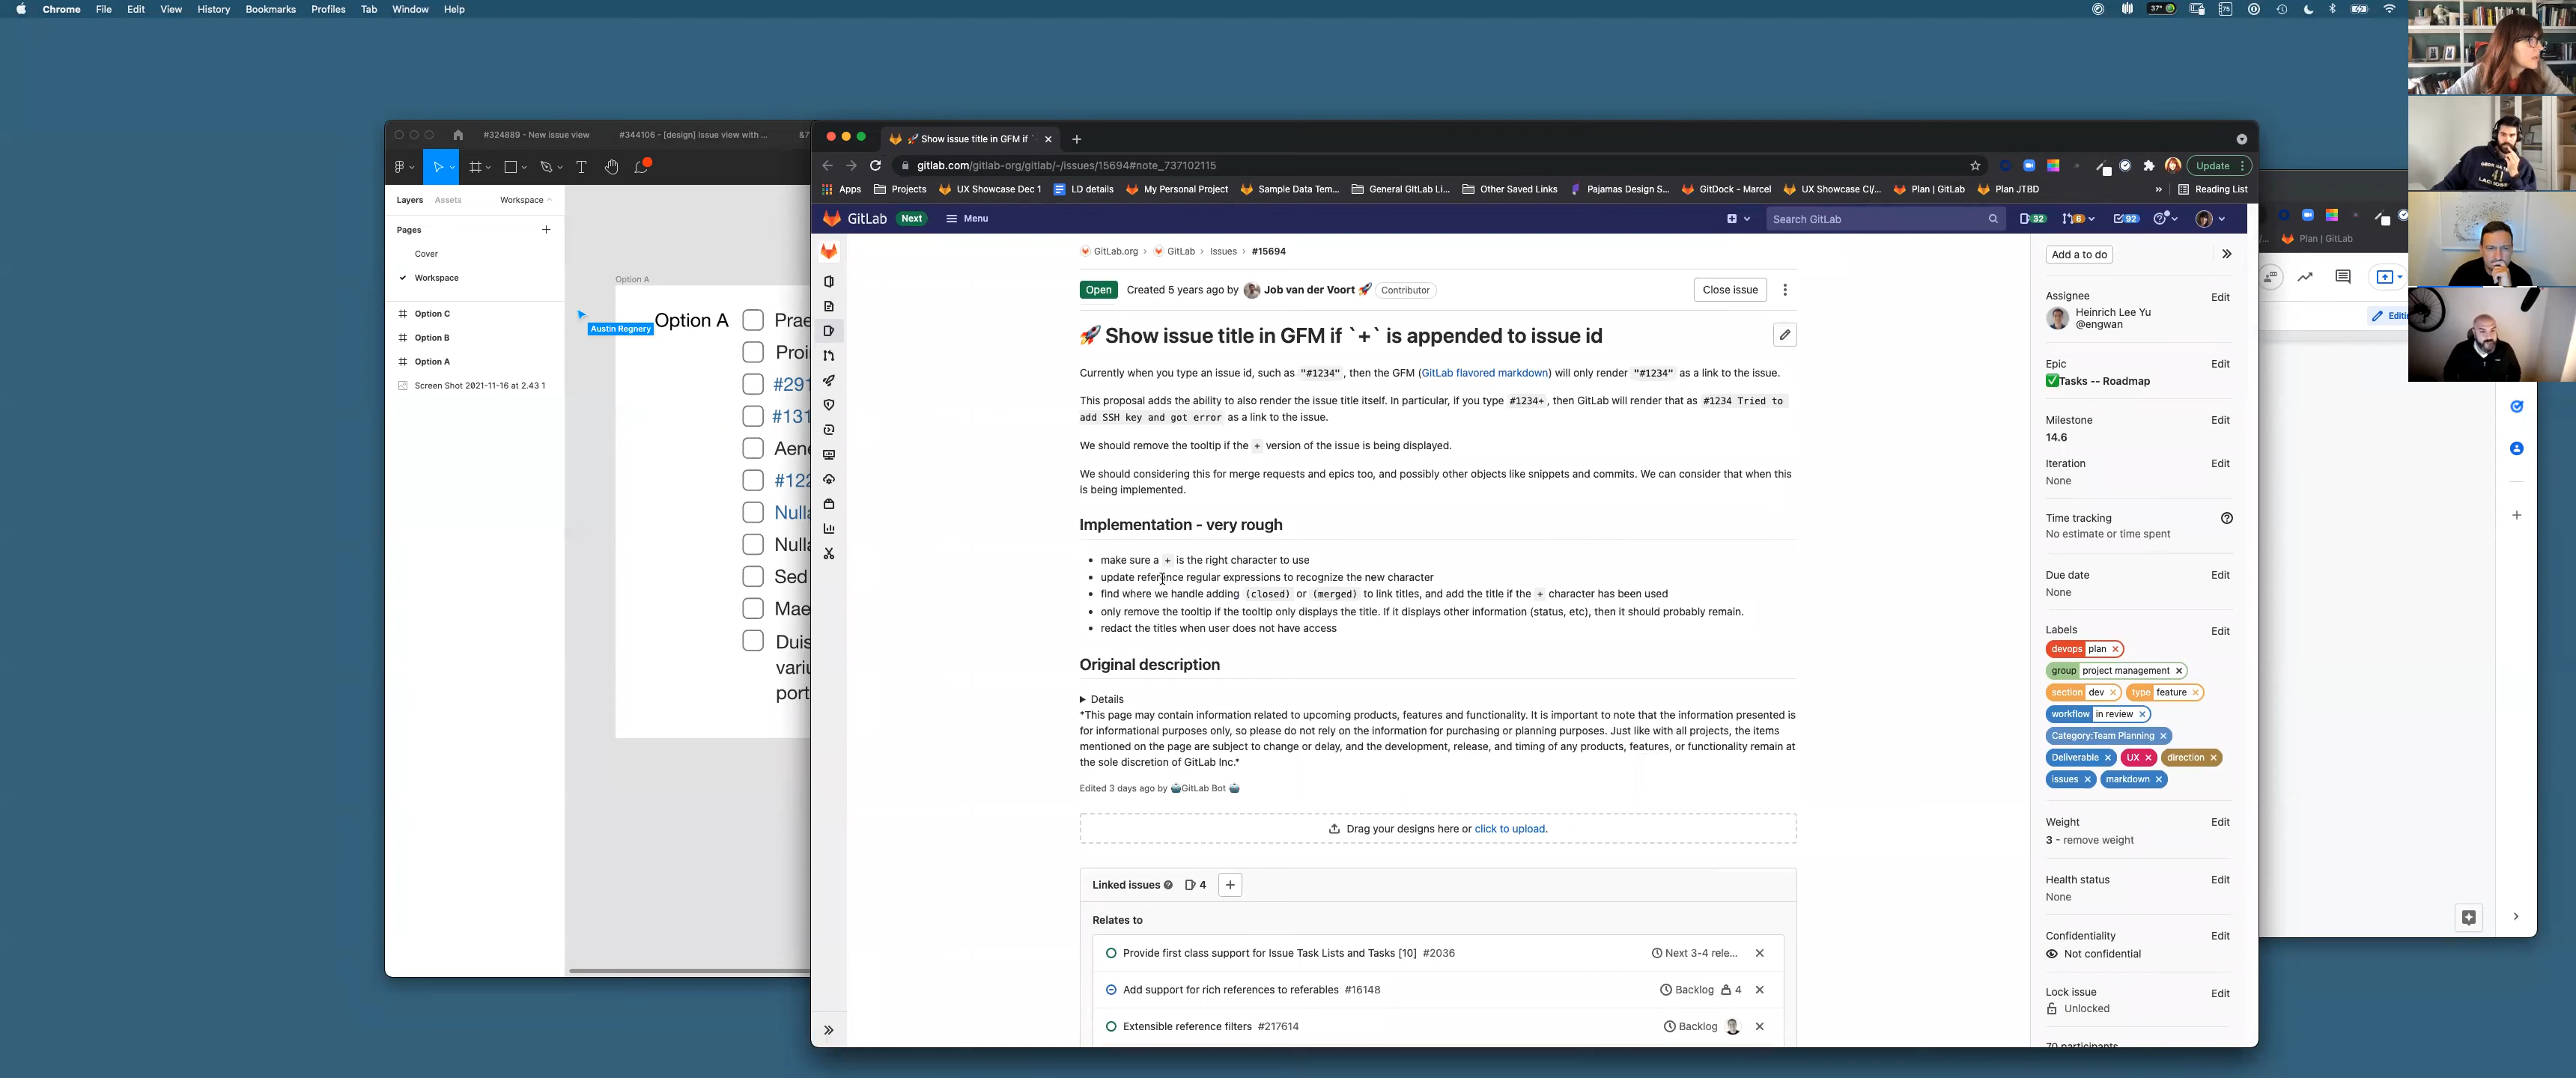 Chrome File Edit View History Bookmarks Profiles Tab Window Help
37°
75
#324889 - New issue view
#344106 - [design] Issue view with ...
&7
Layers Assets Workspace
Pages
Cover
Workspace
Option C
Option B
Option A
Screen Shot 2021-11-16 at 2.43 1
Option A
Option A
Austin Regnery
Prae
Proi
#291
#131
Aene
#122
Null
Nulla
Sed
Mae
Duis
variu
port
Show issue title in GFM if `
gitlab.com/gitlab-org/gitlab/-/issues/15694#note_737102115
Update
Apps Projects UX Showcase Dec 1 LD details My Personal Project Sample Data Tem... General GitLab Li... Other Saved Links Pajamas Design S... GitDock - Marcel UX Showcase Cl/... Plan | GitLab Plan JTBD » Reading List
GitLab Next Menu
Search GitLab
32 6 92
GitLab.org › GitLab › Issues › #15694
Open Created 5 years ago by Job van der Voort 🚀 Contributor
Close issue
🚀 Show issue title in GFM if `+` is appended to issue id
Currently when you type an issue id, such as "#1234", then the GFM (GitLab flavored markdown) will only render "#1234" as a link to the issue.
This proposal adds the ability to also render the issue title itself. In particular, if you type #1234+, then GitLab will render that as #1234 Tried to
add SSH key and got error as a link to the issue.
We should remove the tooltip if the + version of the issue is being displayed.
We should considering this for merge requests and epics too, and possibly other objects like snippets and commits. We can consider that when this
is being implemented.
Implementation - very rough
• make sure a + is the right character to use
• update reference regular expressions to recognize the new character
• find where we handle adding (closed) or (merged) to link titles, and add the title if the + character has been used
• only remove the tooltip if the tooltip only displays the title. If it displays other information (status, etc), then it should probably remain.
• redact the titles when user does not have access
Original description
▶ Details
*This page may contain information related to upcoming products, features and functionality. It is important to note that the information presented is
for informational purposes only, so please do not rely on the information for purchasing or planning purposes. Just like with all projects, the items
mentioned on the page are subject to change or delay, and the development, release, and timing of any products, features, or functionality remain at
the sole discretion of GitLab Inc.*
Edited 3 days ago by 🤖GitLab Bot 🤖
Drag your designs here or click to upload.
Linked issues 4
Relates to
Provide first class support for Issue Task Lists and Tasks [10] #2036 Next 3-4 rele...
Add support for rich references to referables #16148 Backlog 4
Extensible reference filters #217614 Backlog
Add a to do
Assignee Edit
Heinrich Lee Yu
@engwan
Epic Edit
✅Tasks -- Roadmap
Milestone Edit
14.6
Iteration Edit
None
Time tracking
No estimate or time spent
Due date Edit
None
Labels Edit
devops plan
group project management
section dev type feature
workflow in review
Category:Team Planning
Deliverable UX direction
issues markdown
Weight Edit
3 - remove weight
Health status Edit
None
Confidentiality Edit
Not confidential
Lock issue Edit
Unlocked
70 participants
Plan | GitLab
Editi
41
LACROSSE